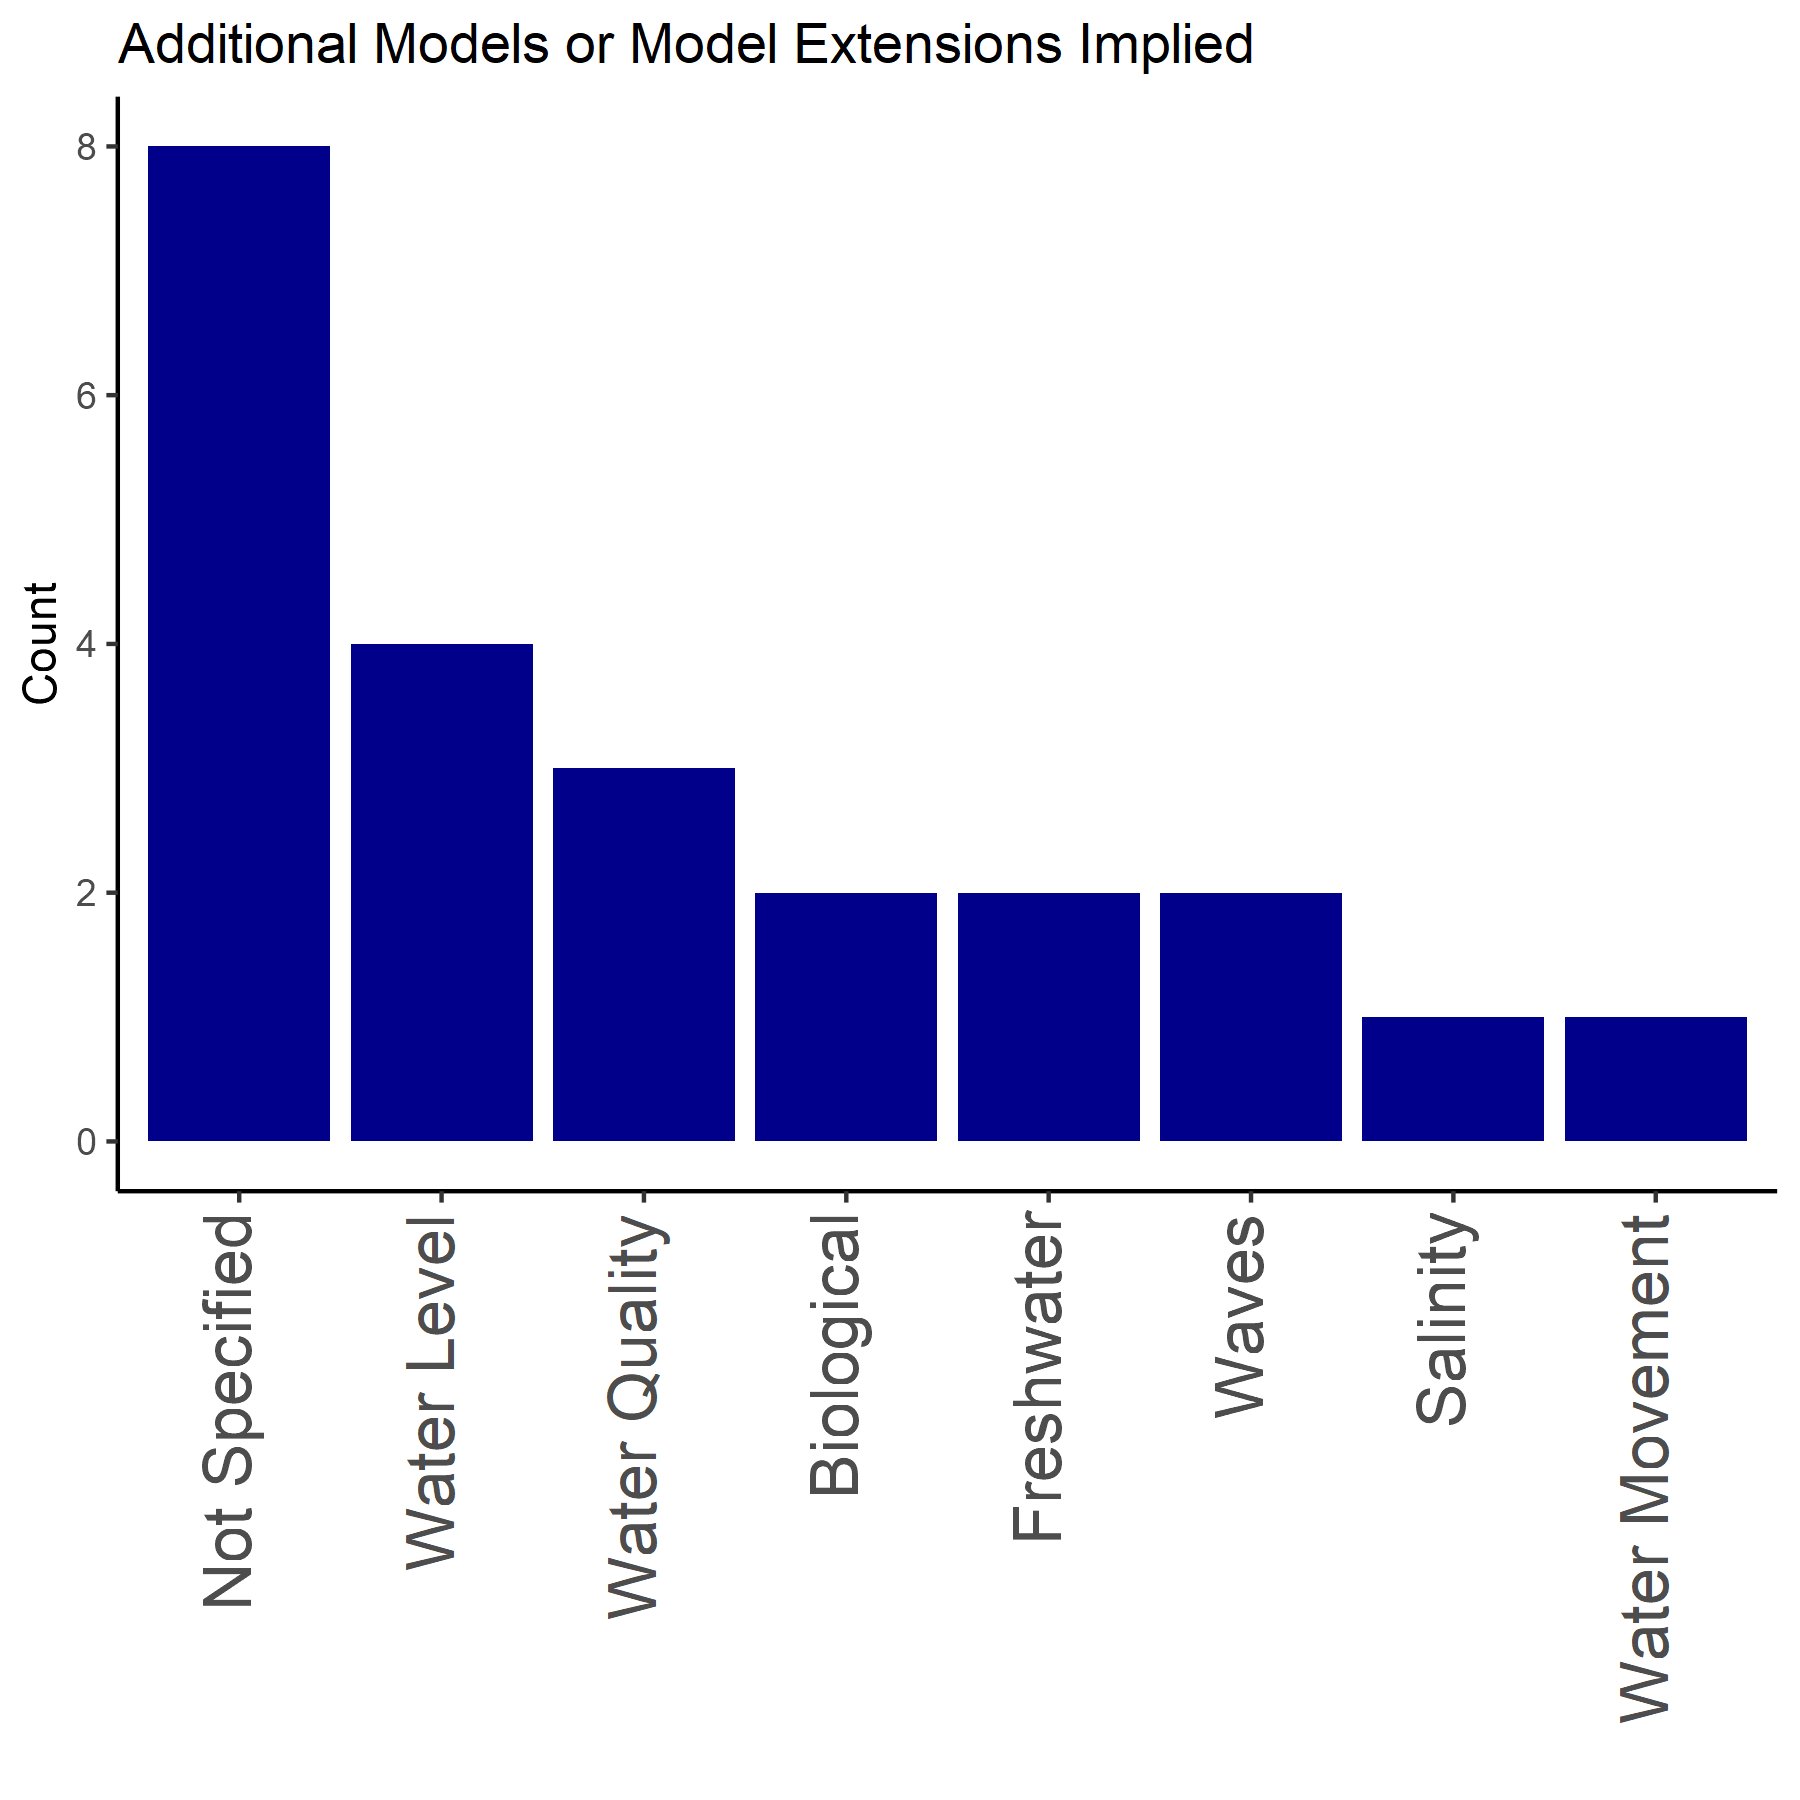 Additional Models or Model Extensions Implied
Count
8
6
4
2
0
Not Specified
Water Level
Water Quality
Biological
Freshwater
Waves
Salinity
Water Movement